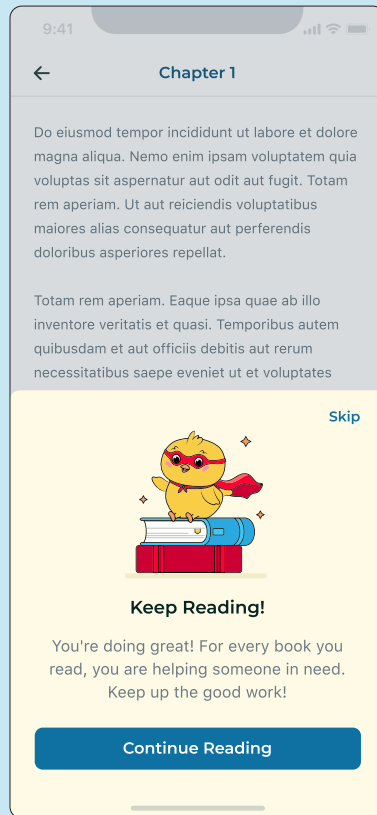 9:41
Chapter 1
Do eiusmod tempor incididunt ut labore et dolore
magna aliqua. Nemo enim ipsam voluptatem quia
voluptas sit aspernatur aut odit aut fugit. Totam
rem aperiam. Ut aut reiciendis voluptatibus
maiores alias consequatur aut perferendis
doloribus asperiores repellat.
Totam rem aperiam. Eaque ipsa quae ab illo
inventore veritatis et quasi. Temporibus autem
quibusdam et aut officiis debitis aut rerum
necessitatibus saepe eveniet ut et voluptates
Skip
Keep Reading!
You're doing great! For every book you
read, you are helping someone in need.
Keep up the good work!
Continue Reading